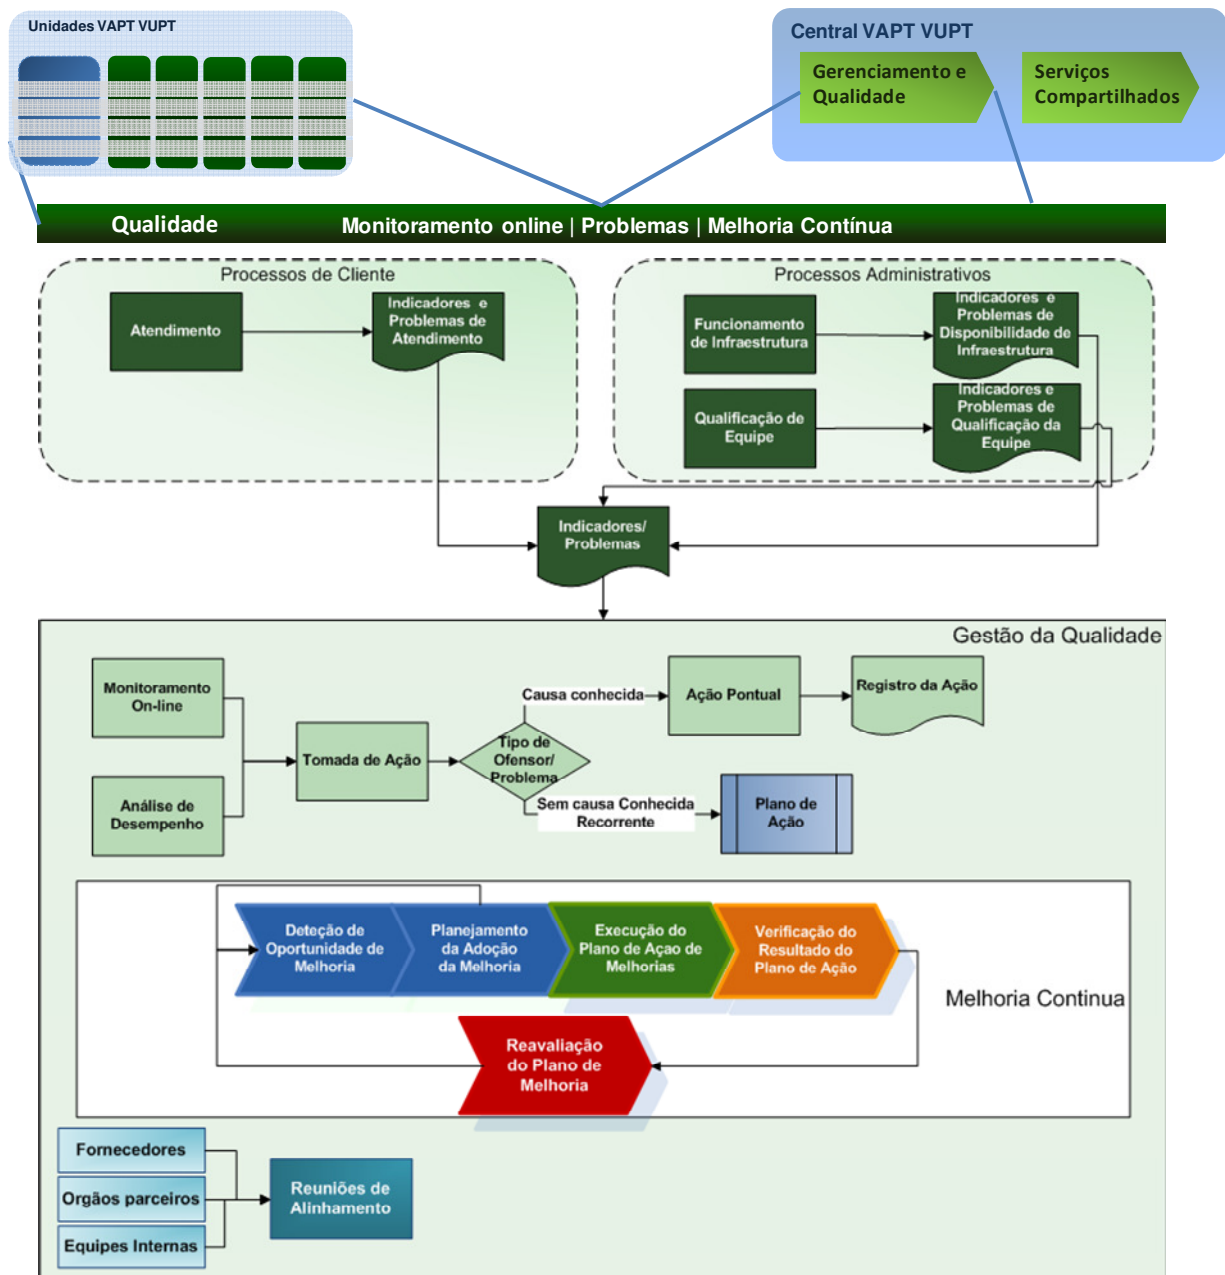 Unidades VAPT VUPT
Central VAPT VUPT
Gerenciamento e
Qualidade
Serviços
Compartilhados
Qualidade
Monitoramento online | Problemas | Melhoria Contínua
Processos de Cliente
Atendimento
Indicadores e
Problemas de
Atendimento
Processos Administrativos
Funcionamento
de Infraestrutura
Indicadores e
Problemas de
Disponibilidade de
Infraestrutura
Qualificação de
Equipe
Indicadores e
Problemas de
Qualificação da
Equipe
Indicadores/
Problemas
Gestão da Qualidade
Monitoramento
On-line
Análise de
Desempenho
Tomada de Ação
Tipo de
Ofensor/
Problema
Causa conhecida
Ação Pontual
Registro da Ação
Sem causa Conhecida
Recorrente
Plano de
Ação
Deteção de
Oportunidade de
Melhoria
Planejamento
da Adoção
da Melhoria
Execução do
Plano de Açao de
Melhorias
Verificação do
Resultado do
Plano de Ação
Melhoria Continua
Reavaliação
do Plano de
Melhoria
Fornecedores
Orgãos parceiros
Equipes Internas
Reuniões de
Alinhamento